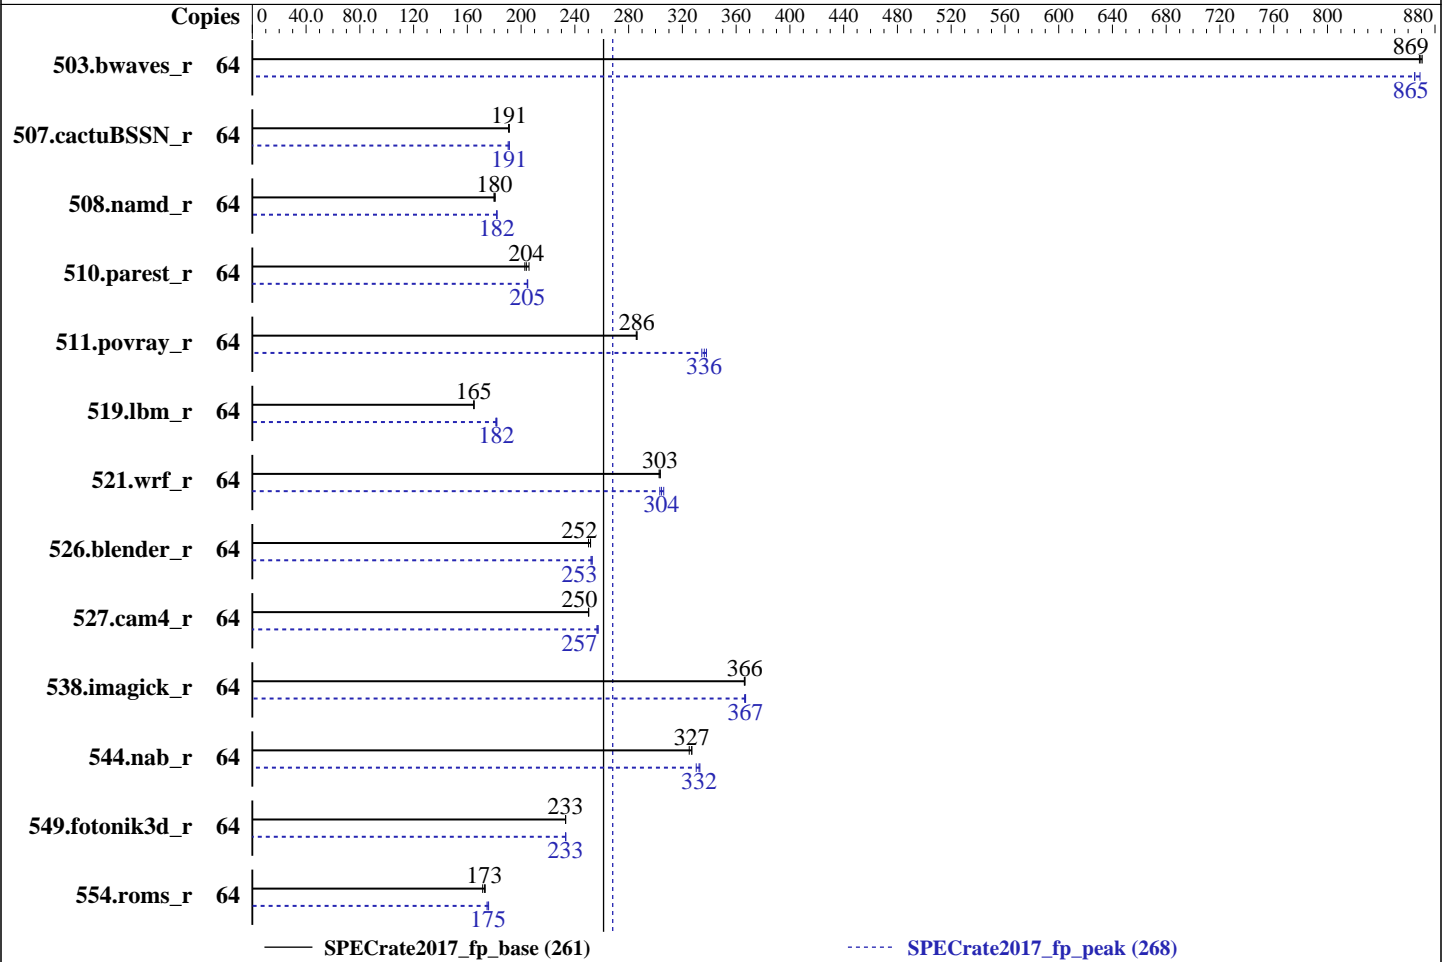 Copies 0 40.0 80.0 120 160 200 240 280 320 360 400 440 480 520 560 600 640 680 720 760 800 880
869
503.bwaves_r 64
865
191
507.cactuBSSN_r 64
191
180
508.namd_r 64
182
204
510.parest_r 64
205
286
511.povray_r 64
336
165
519.lbm_r 64
182
303
521.wrf_r 64
304
252
526.blender_r 64
253
250
527.cam4_r 64
257
366
538.imagick_r 64
367
327
544.nab_r 64
332
233
549.fotonik3d_r 64
233
173
554.roms_r 64
175
SPECrate2017_fp_base (261) SPECrate2017_fp_peak (268)